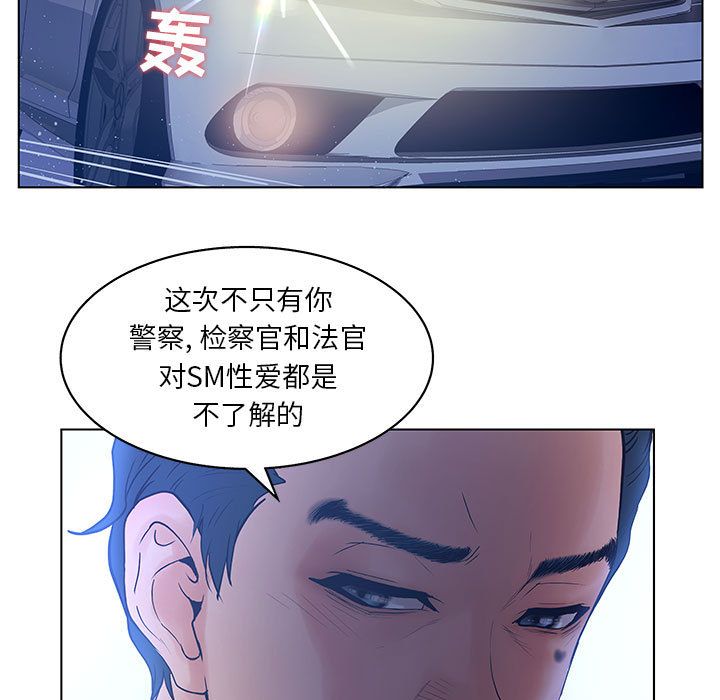 轰
这次不只有你
警察, 检察官和法官
对SM性爱都是
不了解的